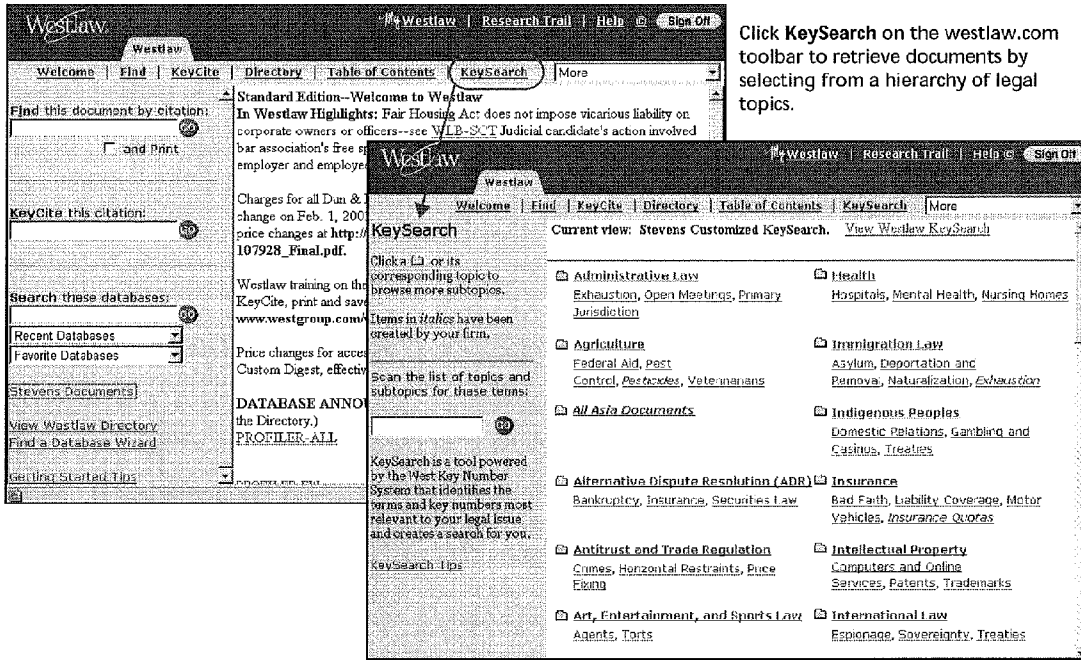 Westlaw
Westlaw | Research Trail | Help | Sign Off
Westlaw
Welcome | Find | KeyCite | Directory | Table of Contents | KeySearch
More
Click KeySearch on the westlaw.com
toolbar to retrieve documents by
selecting from a hierarchy of legal
topics.
Find this document by citation:
GO
and Print
KeyCite this citation:
GO
Search these databases:
GO
Recent Databases
Favorite Databases
Stevens Documents
View Westlaw Directory
Find a Database Wizard
Getting Started Tips
Standard Edition--Welcome to Westlaw
In Westlaw Highlights: Fair Housing Act does not impose vicarious liability on
corporate owners or officers--see WLB-SCT Judicial candidate's action involved
bar association's free sp
employer and employe
Charges for all Dun &
change on Feb. 1, 200
price changes at http://
107928_Final.pdf.
Westlaw training on the
KeyCite, print and save
www.westgroup.com/
Price changes for acces
Custom Digest, effectiv
DATABASE ANNO
the Directory.)
PROFILER-ALL
Westlaw
Westlaw | Research Trail | Help | Sign Off
Westlaw
Welcome | Find | KeyCite | Directory | Table of Contents | KeySearch
More
KeySearch
Click a or its
corresponding topic to
browse more subtopics.
Items in italics have been
created by your firm.
Scan the list of topics and
subtopics for these terms:
GO
KeySearch is a tool powered
by the West Key Number
System that identifies the
terms and key numbers most
relevant to your legal issue
and creates a search for you.
KeySearch Tips
Current view: Stevens Customized KeySearch. View Westlaw KeySearch
Administrative Law
Exhaustion, Open Meetings, Primary
Jurisdiction
Agriculture
Federal Aid, Pest
Control, Pesticides, Veterinarians
All Asia Documents
Alternative Dispute Resolution (ADR)
Bankruptcy, Insurance, Securities Law
Antitrust and Trade Regulation
Crimes, Horizontal Restraints, Price
Fixing
Art, Entertainment, and Sports Law
Agents, Torts
Health
Hospitals, Mental Health, Nursing Homes
Immigration Law
Asylum, Deportation and
Removal, Naturalization, Exhaustion
Indigenous Peoples
Domestic Relations, Gambling and
Casinos, Treaties
Insurance
Bad Faith, Liability Coverage, Motor
Vehicles, Insurance Quotas
Intellectual Property
Computers and Online
Services, Patents, Trademarks
International Law
Espionage, Sovereignty, Treaties